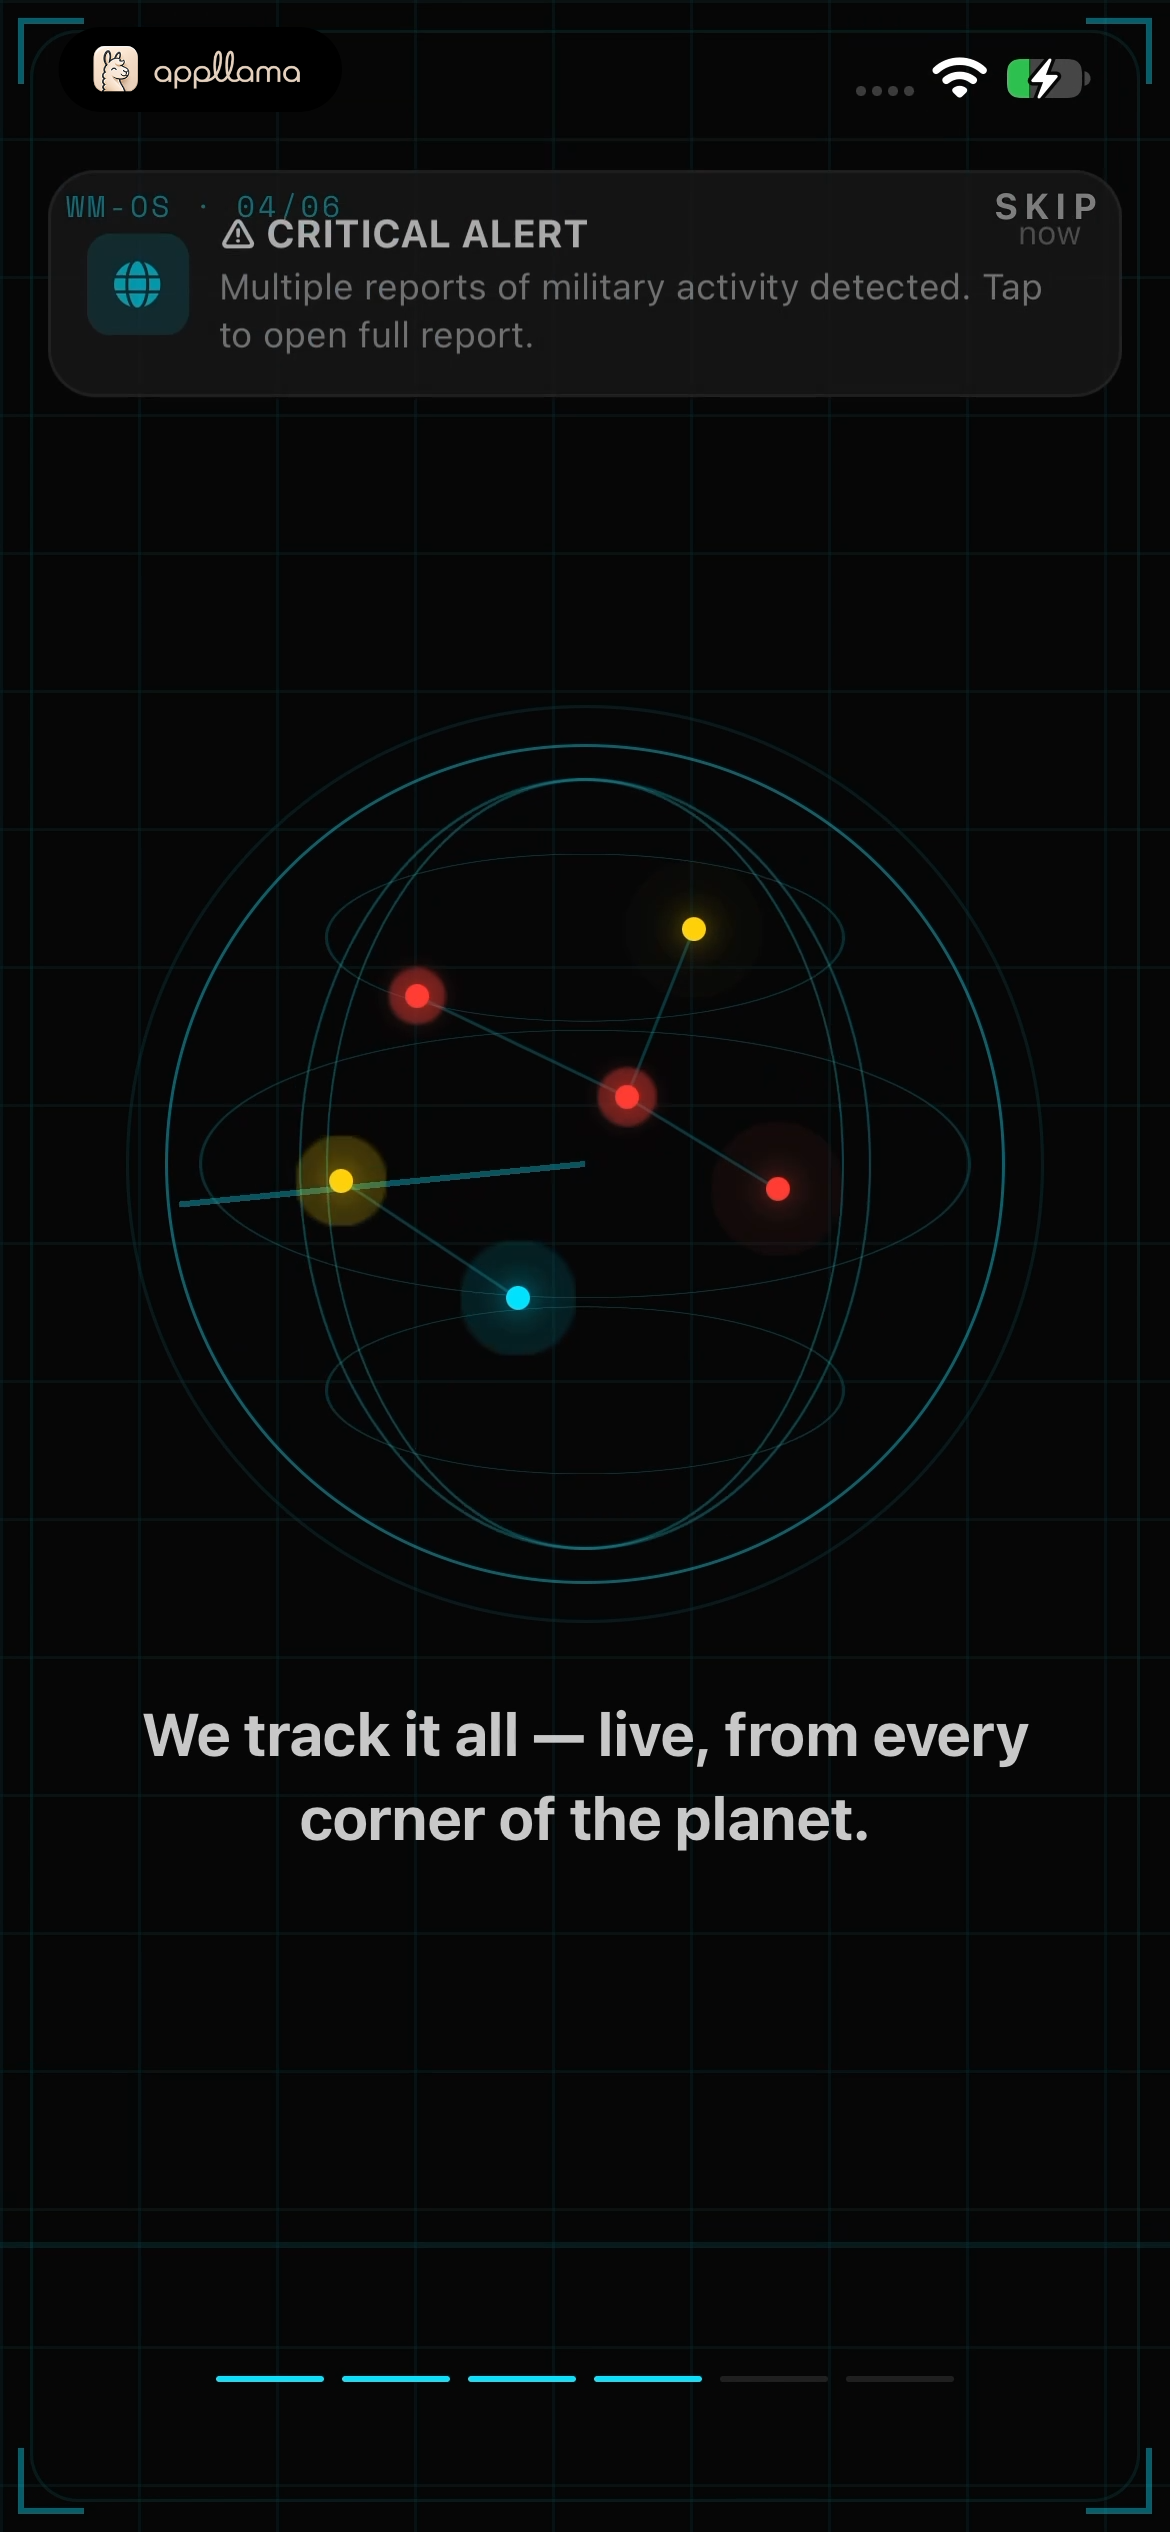 appllama
WM-OS · 04/06
SKIP
⚠ CRITICAL ALERT
now
Multiple reports of military activity detected. Tap
to open full report.
We track it all — live, from every
corner of the planet.